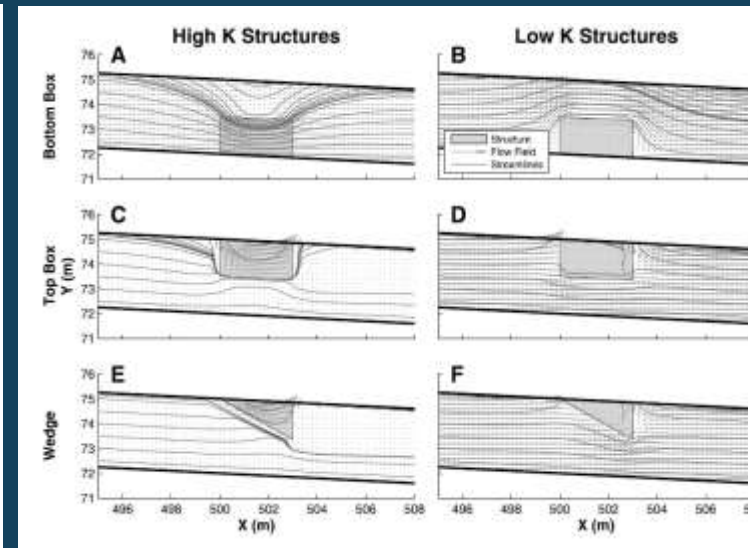 High K Structures
Low K Structures
Bottom Box
Top Box
Wedge
Y (m)
A
76
75
74
73
72
71
B
Structure
Flow Field
Streamlines
C
76
75
74
73
72
71
D
E
76
75
74
73
72
71
F
496 498 500 502 504 506 508
X (m)
496 498 500 502 504 506
X (m)